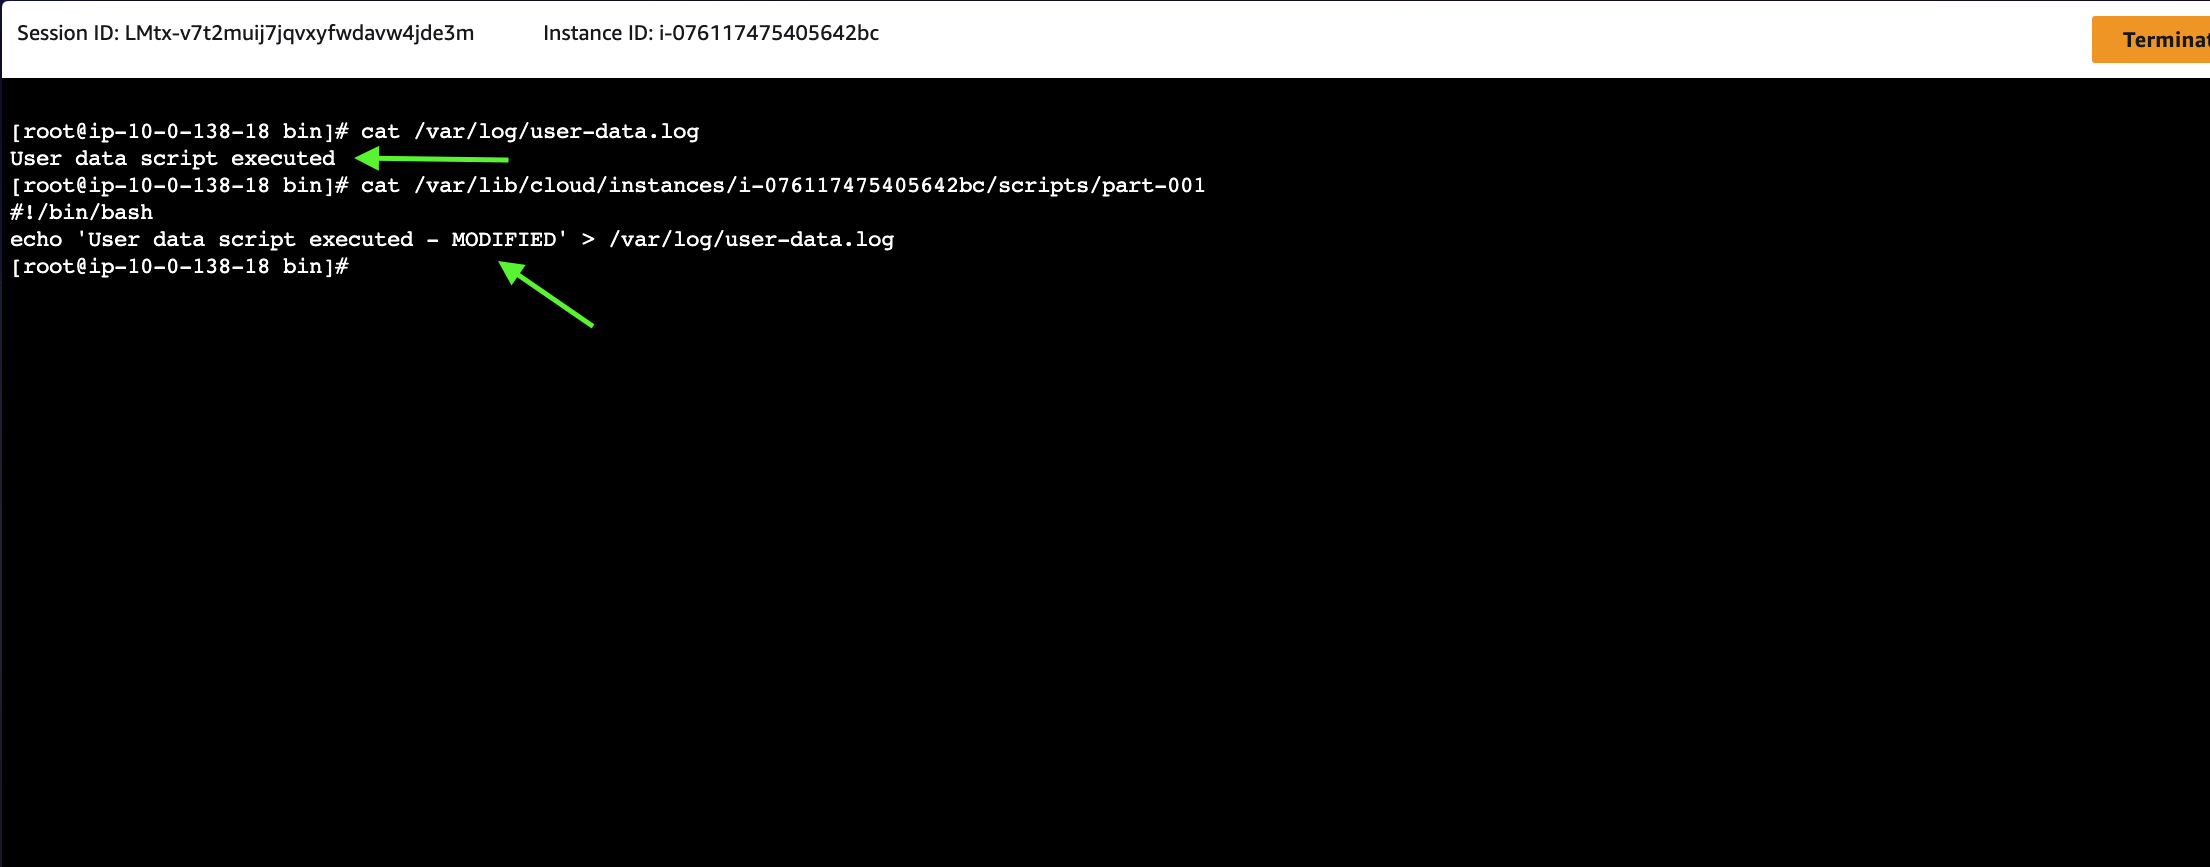 Session ID: LMtx-v7t2muij7jqvxyfwdavw4jde3m Instance ID: i-076117475405642bc
Terminat
[root@ip-10-0-138-18 bin]# cat /var/log/user-data.log
User data script executed
[root@ip-10-0-138-18 bin]# cat /var/lib/cloud/instances/i-076117475405642bc/scripts/part-001
#!/bin/bash
echo 'User data script executed - MODIFIED' > /var/log/user-data.log
[root@ip-10-0-138-18 bin]#